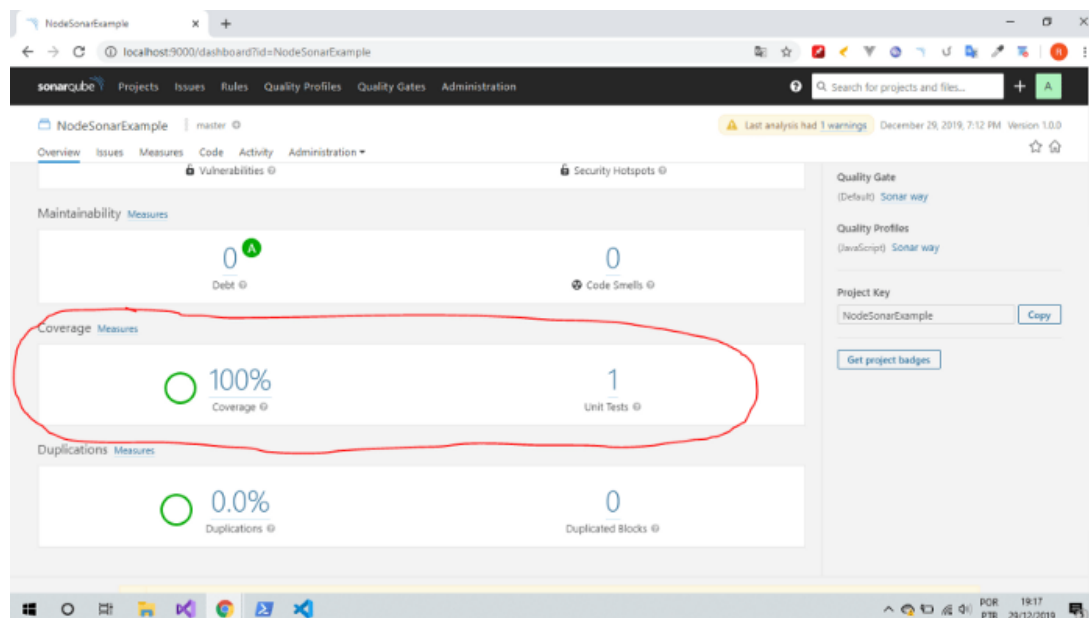 NodeSonarExample
localhost:9000/dashboard?id=NodeSonarExample
R
sonarqube Projects Issues Rules Quality Profiles Quality Gates Administration
Search for projects and files...
A
NodeSonarExample master
Last analysis had 1 warnings December 29, 2019, 7:12 PM Version 1.0.0
Overview Issues Measures Code Activity Administration
Vulnerabilities Security Hotspots
Maintainability Measures
0 A 0
Debt Code Smells
Coverage Measures
100% 1
Coverage Unit Tests
Duplications Measures
0.0% 0
Duplications Duplicated Blocks
Quality Gate
(Default) Sonar way
Quality Profiles
(JavaScript) Sonar way
Project Key
NodeSonarExample Copy
Get project badges
POR 19:17
PTB 29/12/2019